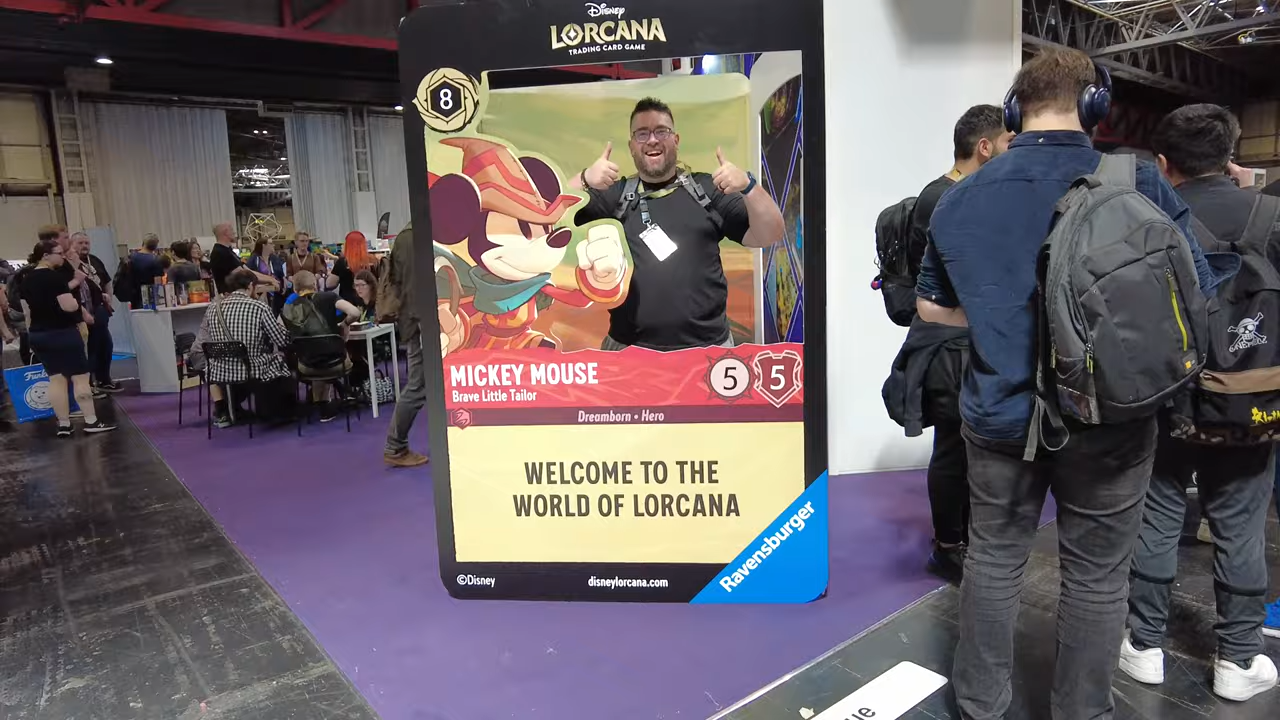 Disney
LORCANA
TRADING CARD GAME
8
MICKEY MOUSE
Brave Little Tailor
5
5
Dreamborn • Hero
WELCOME TO THE
WORLD OF LORCANA
Ravensburger
©Disney
disneylorcana.com
Funko